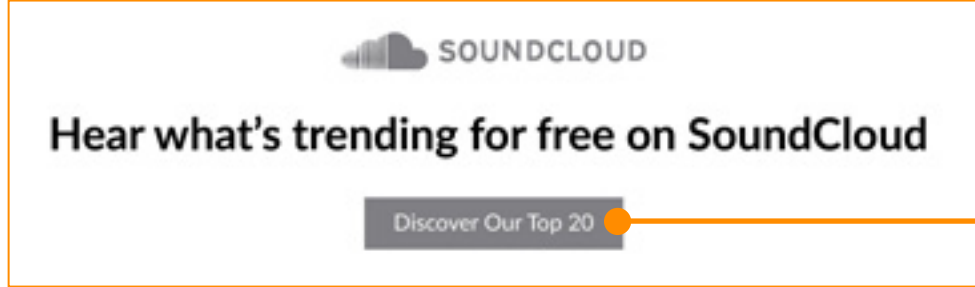 SOUNDCLOUD
Hear what’s trending for free on SoundCloud
Discover Our Top 20